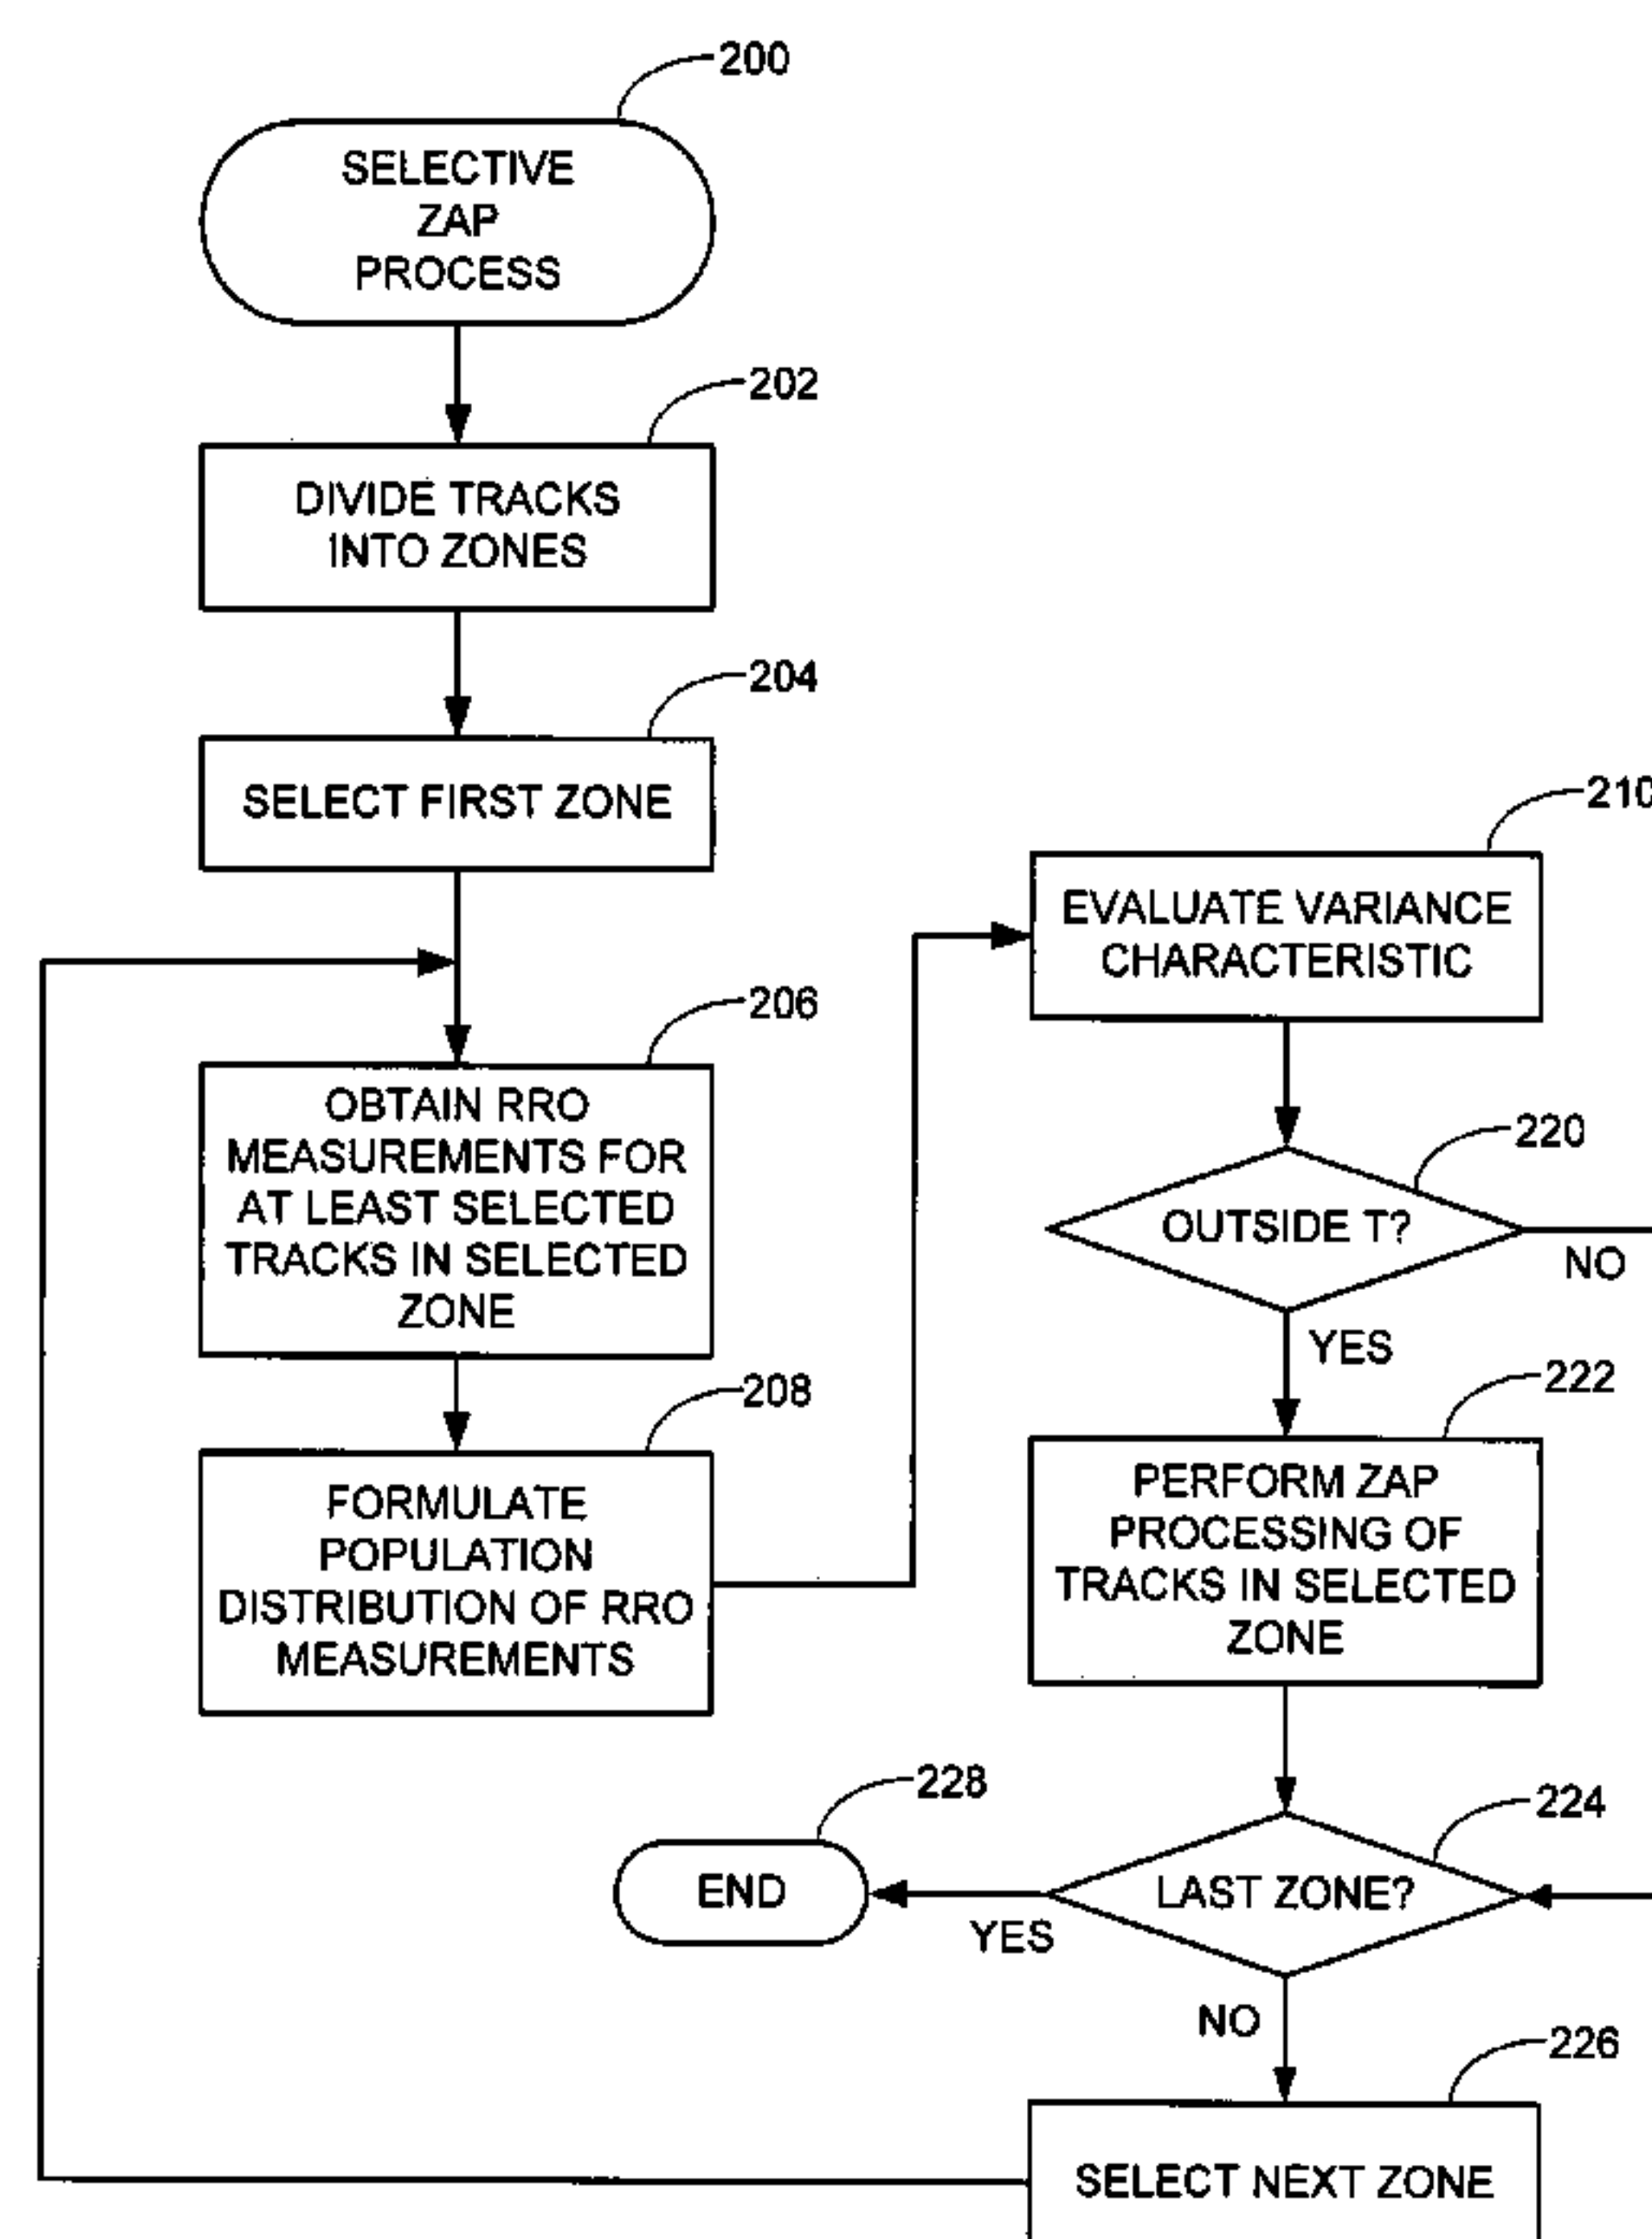 200
SELECTIVE
ZAP
PROCESS
202
DIVIDE TRACKS
INTO ZONES
204
SELECT FIRST ZONE
206
OBTAIN RRO
MEASUREMENTS FOR
AT LEAST SELECTED
TRACKS IN SELECTED
ZONE
208
FORMULATE
POPULATION
DISTRIBUTION OF RRO
MEASUREMENTS
210
EVALUATE VARIANCE
CHARACTERISTIC
220
OUTSIDE T?
NO
YES
222
PERFORM ZAP
PROCESSING OF
TRACKS IN SELECTED
ZONE
224
LAST ZONE?
YES
228
END
NO
226
SELECT NEXT ZONE